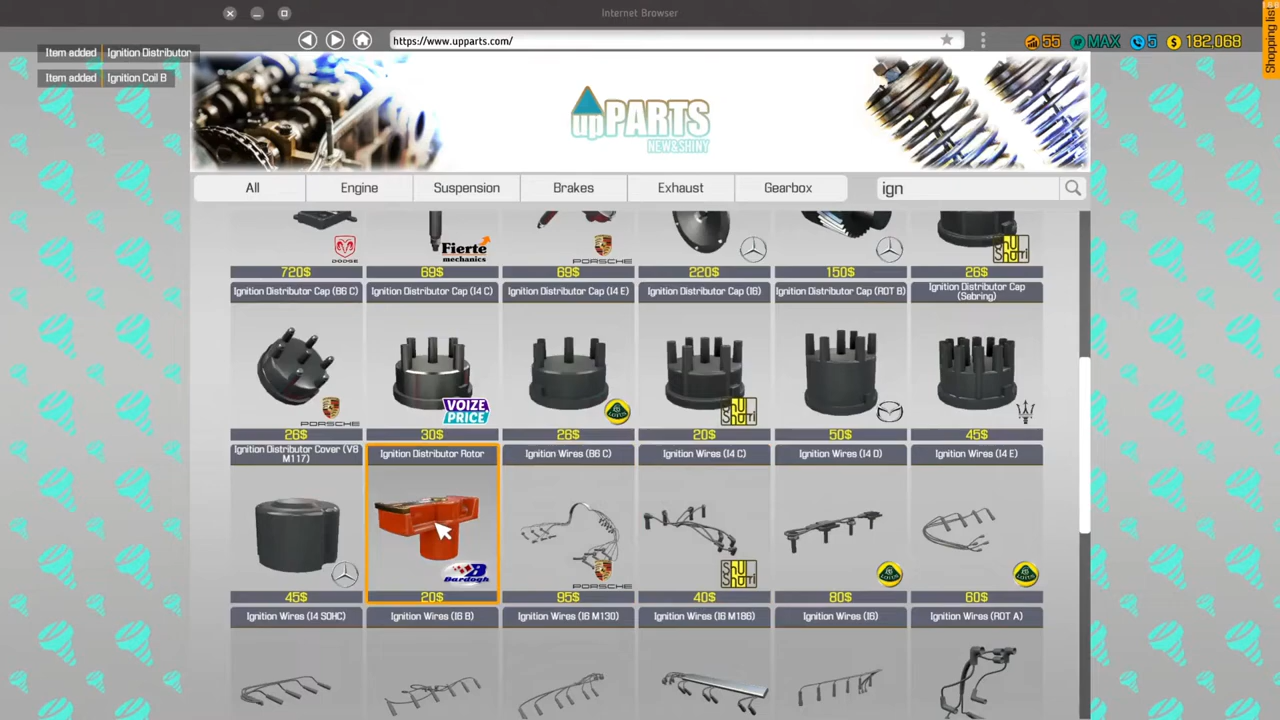 Internet Browser
https://www.upparts.com/
55 MAX 5 182,068
Shopping list
Item added Ignition Distributor
Item added Ignition Coil B
upPARTS
NEW&SHINY
All Engine Suspension Brakes Exhaust Gearbox ign
DODGE Fierte mechanics PORSCHE
720$ 69$ 69$ 220$ 150$ 26$
Ignition Distributor Cap (B6 C) Ignition Distributor Cap (I4 C) Ignition Distributor Cap (I4 E) Ignition Distributor Cap (I6) Ignition Distributor Cap (ROT B) Ignition Distributor Cap (Sebring)
PORSCHE VOIZE PRICE
26$ 30$ 26$ 20$ 50$ 45$
Ignition Distributor Cover (V8 M117) Ignition Distributor Rotor Ignition Wires (B6 C) Ignition Wires (I4 C) Ignition Wires (I4 D) Ignition Wires (I4 E)
Bardogh PORSCHE
45$ 20$ 95$ 40$ 80$ 60$
Ignition Wires (I4 SOHC) Ignition Wires (I6 B) Ignition Wires (I6 M130) Ignition Wires (I6 M186) Ignition Wires (I6) Ignition Wires (ROT A)